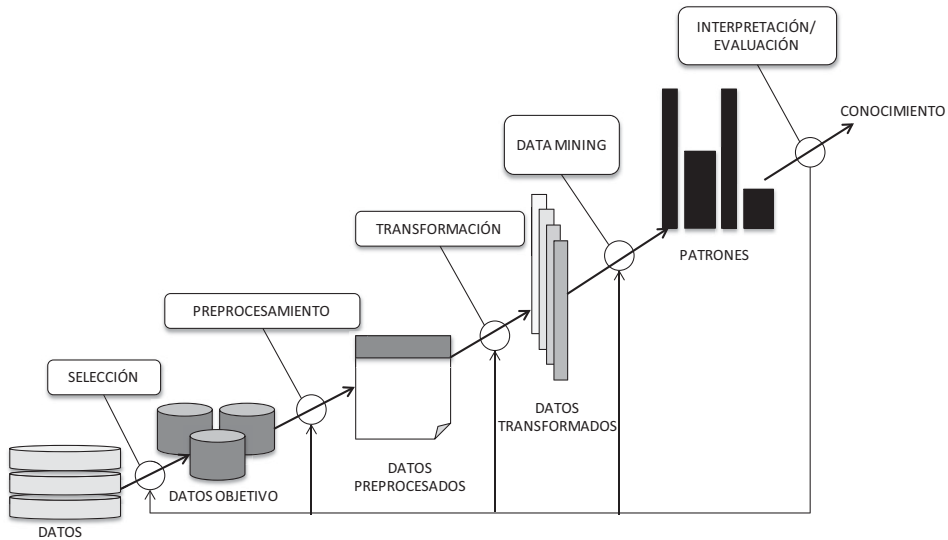 INTERPRETACIÓN/
EVALUACIÓN
CONOCIMIENTO
DATA MINING
TRANSFORMACIÓN
PATRONES
PREPROCESAMIENTO
SELECCIÓN
DATOS
TRANSFORMADOS
DATOS
PREPROCESADOS
DATOS OBJETIVO
DATOS